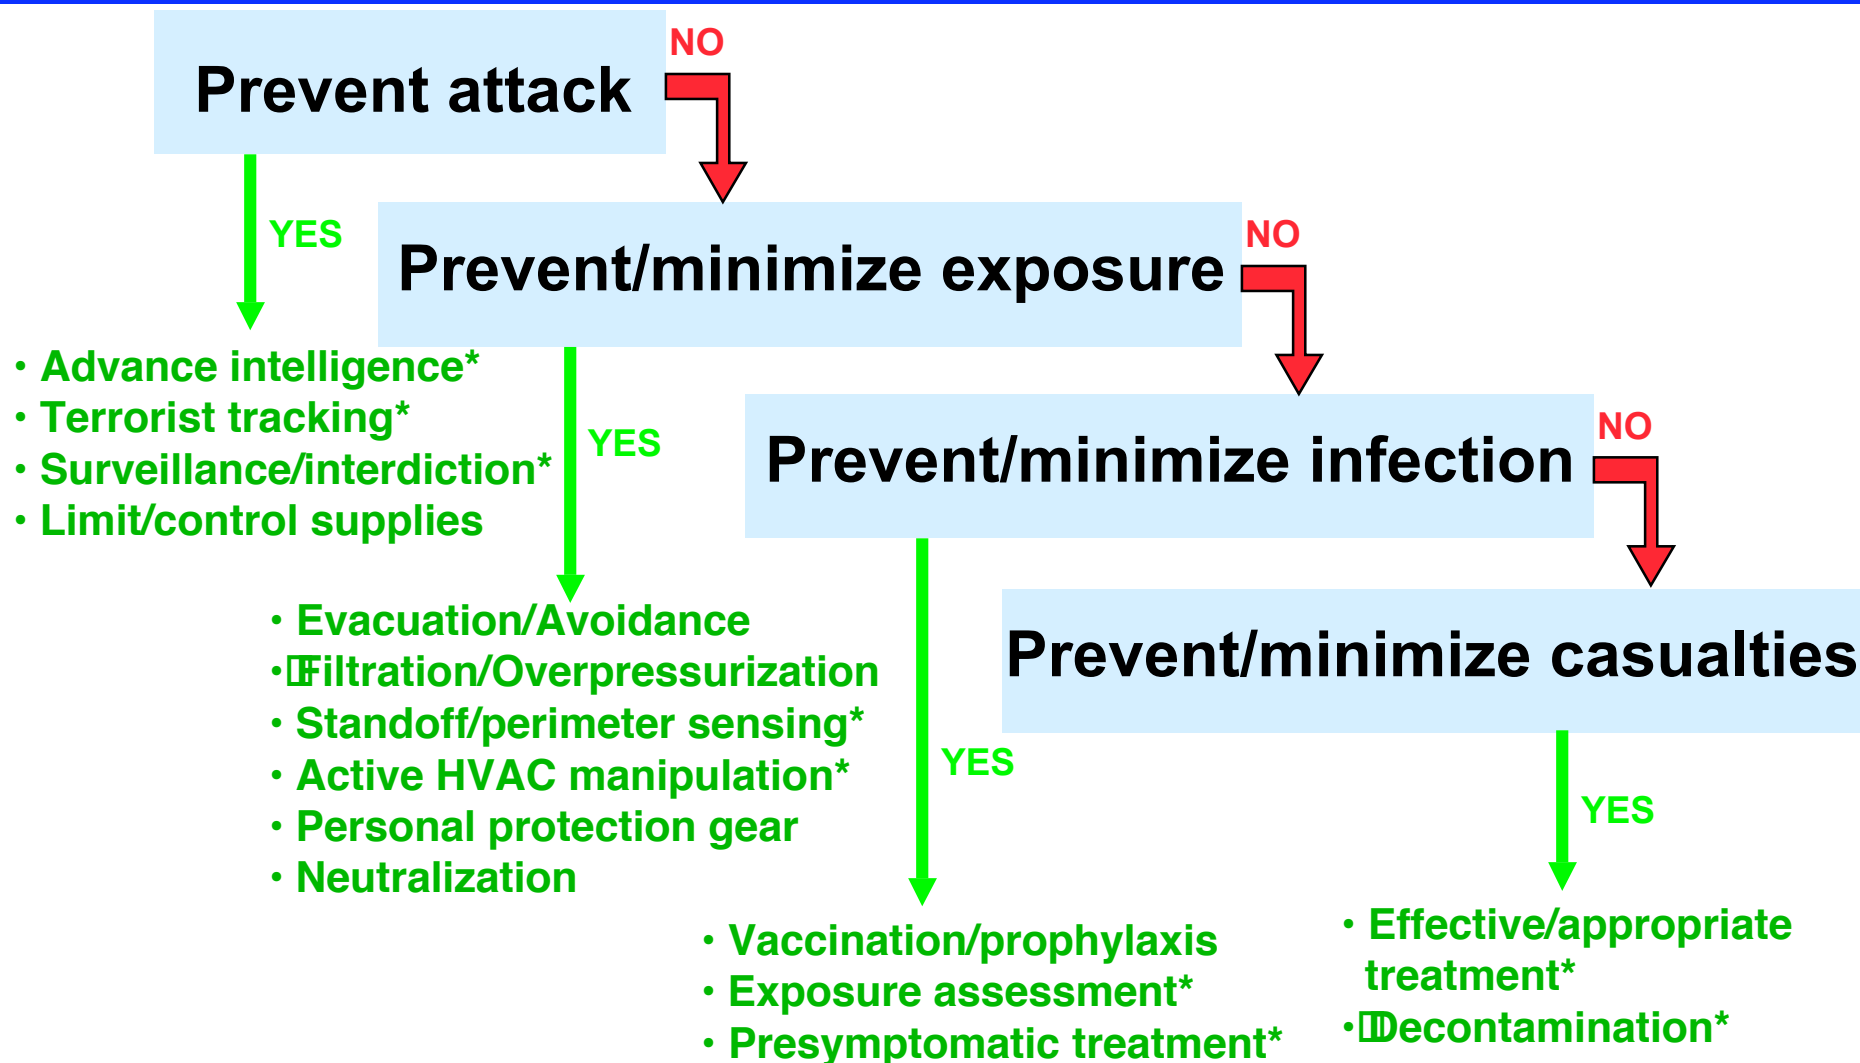 Prevent attack
NO
YES
Prevent/minimize exposure
NO
• Advance intelligence*
• Terrorist tracking*
• Surveillance/interdiction*
• Limit/control supplies
YES
Prevent/minimize infection
NO
• Evacuation/Avoidance
• Filtration/Overpressurization
• Standoff/perimeter sensing*
• Active HVAC manipulation*
• Personal protection gear
• Neutralization
Prevent/minimize casualties
YES
YES
• Vaccination/prophylaxis
• Exposure assessment*
• Presymptomatic treatment*
• Effective/appropriate
treatment*
• Decontamination*